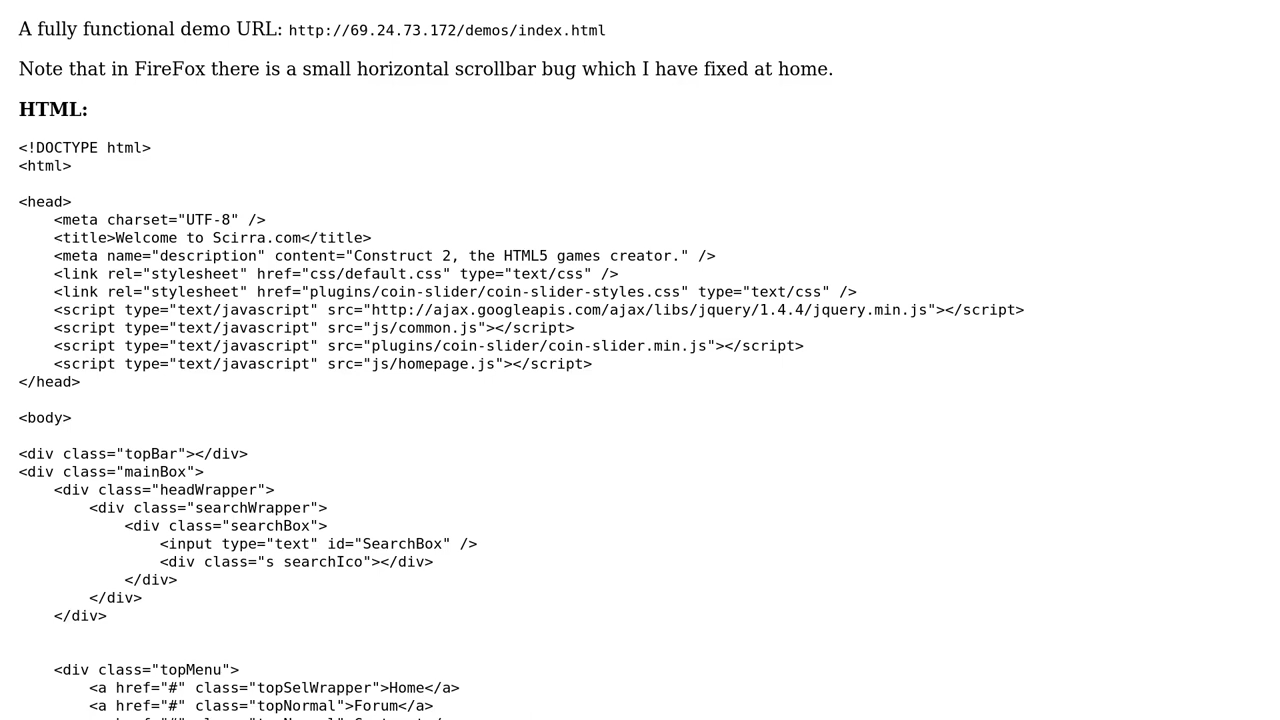 A fully functional demo URL: http://69.24.73.172/demos/index.html
Note that in FireFox there is a small horizontal scrollbar bug which I have fixed at home.
HTML:
<!DOCTYPE html>
<html>
<head>
    <meta charset="UTF-8" />
    <title>Welcome to Scirra.com</title>
    <meta name="description" content="Construct 2, the HTML5 games creator." />
    <link rel="stylesheet" href="css/default.css" type="text/css" />
    <link rel="stylesheet" href="plugins/coin-slider/coin-slider-styles.css" type="text/css" />
    <script type="text/javascript" src="http://ajax.googleapis.com/ajax/libs/jquery/1.4.4/jquery.min.js"></script>
    <script type="text/javascript" src="js/common.js"></script>
    <script type="text/javascript" src="plugins/coin-slider/coin-slider.min.js"></script>
    <script type="text/javascript" src="js/homepage.js"></script>
</head>
<body>
<div class="topBar"></div>
<div class="mainBox">
    <div class="headWrapper">
        <div class="searchWrapper">
            <div class="searchBox">
                <input type="text" id="SearchBox" />
                <div class="s searchIco"></div>
            </div>
        </div>
    </div>
    <div class="topMenu">
        <a href="#" class="topSelWrapper">Home</a>
        <a href="#" class="topNormal">Forum</a>